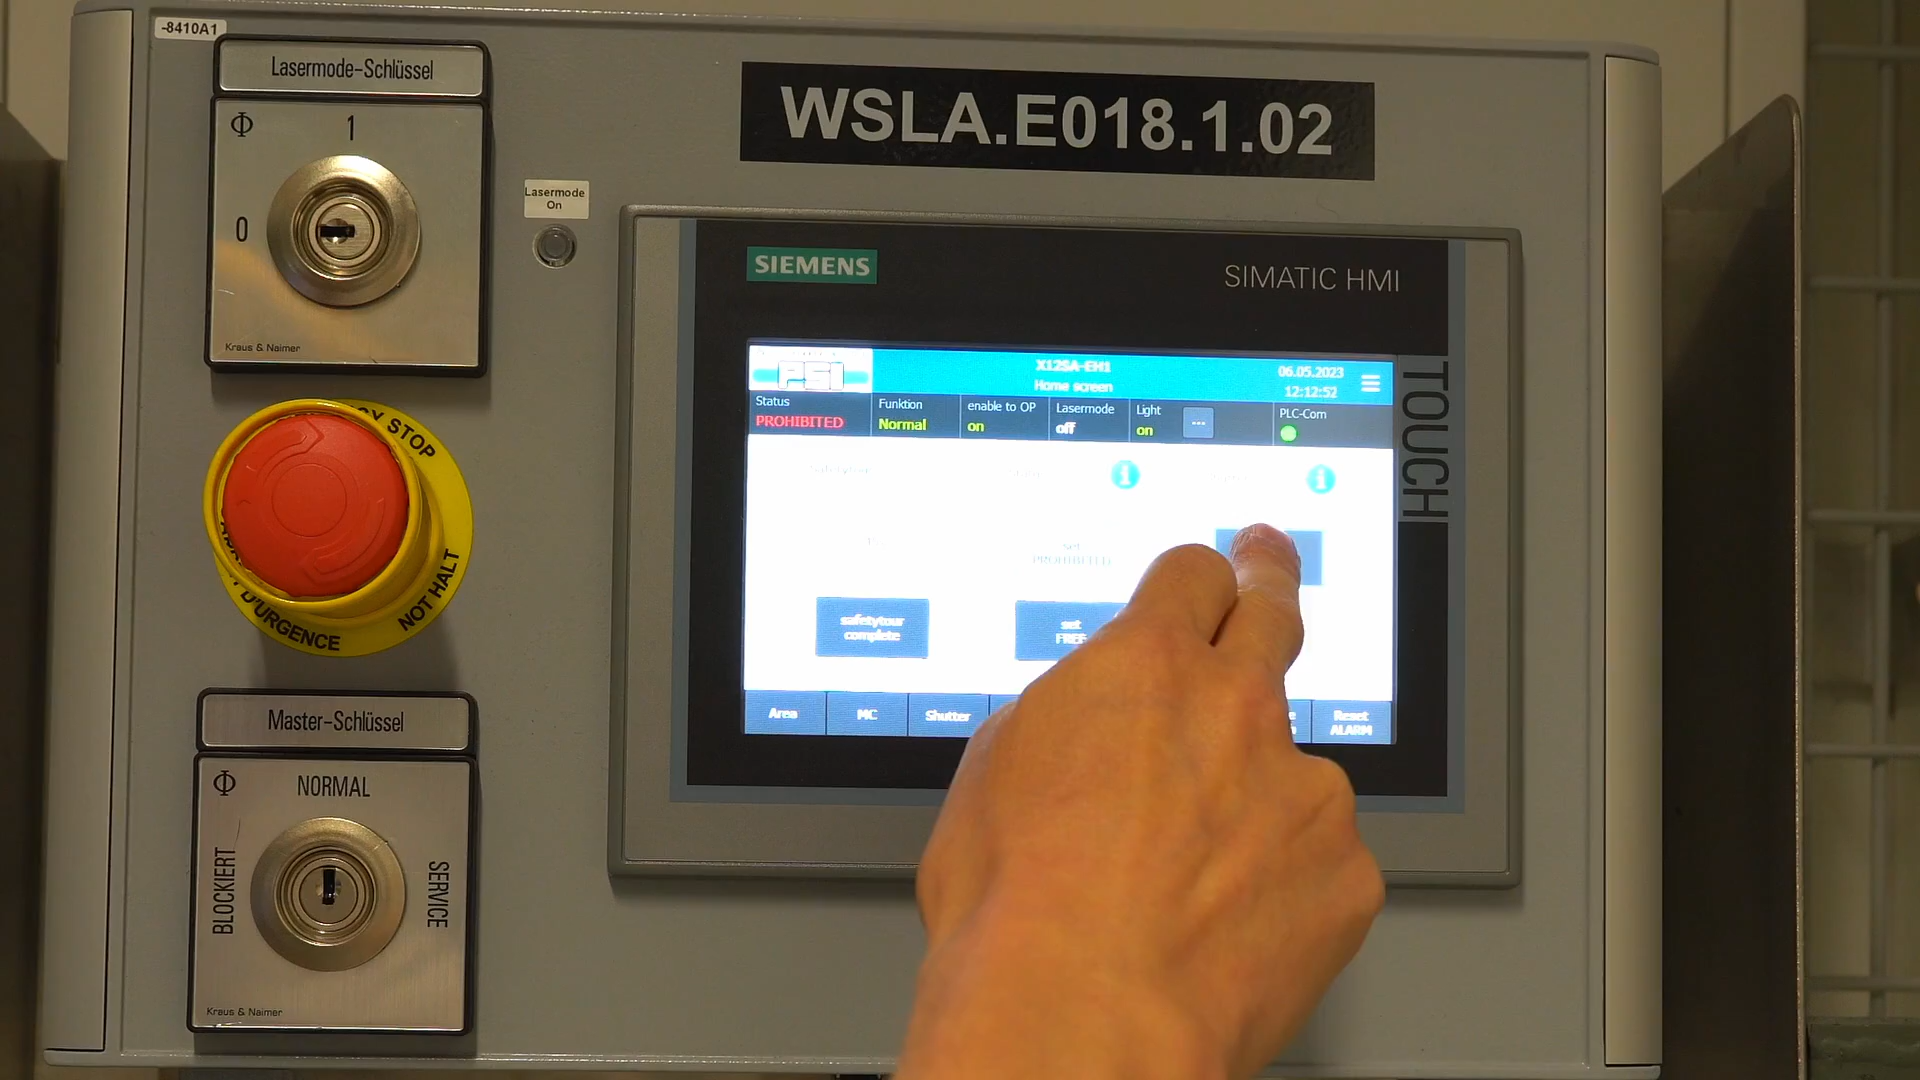 -8410A1
Lasermode-Schlüssel
1
0
Kraus & Naimer
Lasermode
On
WSLA.E018.1.02
SIEMENS
SIMATIC HMI
TOUCH
PSI
X12SA-EH1
Home screen
06.05.2023
12:12:52
Status
PROHIBITED
Funktion
Normal
enable to OP
on
Lasermode
off
Light
on
...
PLC-Com
set
PROHIBITED
safetytour
complete
set
FREE
Area
MC
Shutter
Reset
ALARM
STOP
D'URGENCE
NOT HALT
Master-Schlüssel
NORMAL
BLOCKIERT
SERVICE
Kraus & Naimer